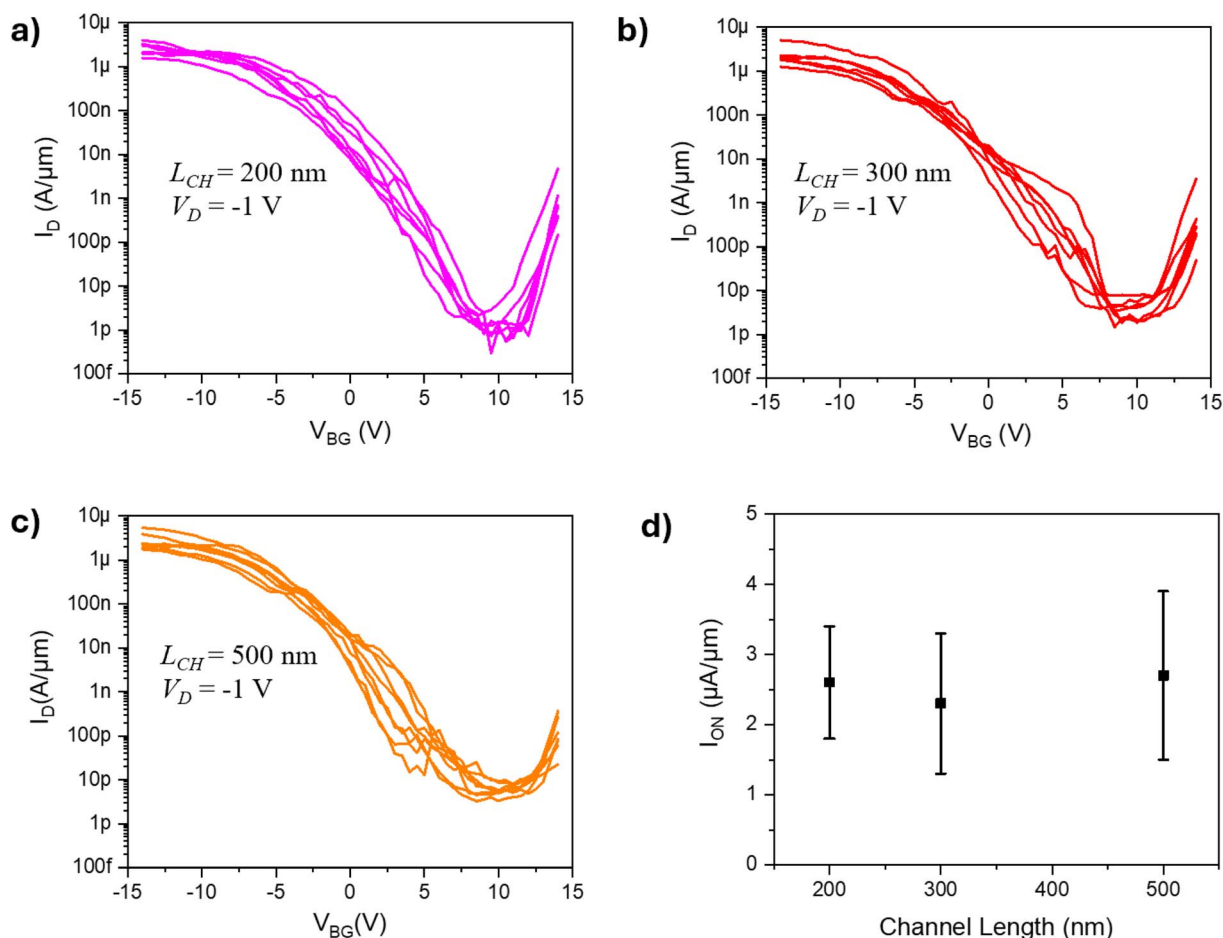 a)
10µ
1µ
100n
10n
1n
100p
10p
1p
100f
I_D (A/µm)
L_CH = 200 nm
V_D = -1 V
-15 -10 -5 0 5 10 15
V_BG (V)
b)
10µ
1µ
100n
10n
1n
100p
10p
1p
100f
I_D (A/µm)
L_CH = 300 nm
V_D = -1 V
-15 -10 -5 0 5 10 15
V_BG (V)
c)
10µ
1µ
100n
10n
1n
100p
10p
1p
100f
I_D(A/µm)
L_CH = 500 nm
V_D = -1 V
-15 -10 -5 0 5 10 15
V_BG(V)
d)
5
4
3
2
1
0
I_ON (µA/µm)
200 300 400 500
Channel Length (nm)